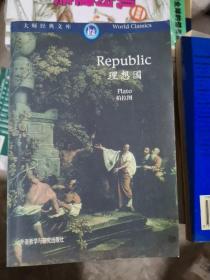 大师经典文库
World Classics
Republic
理想国
Plato
柏拉图
外语教学与研究出版社